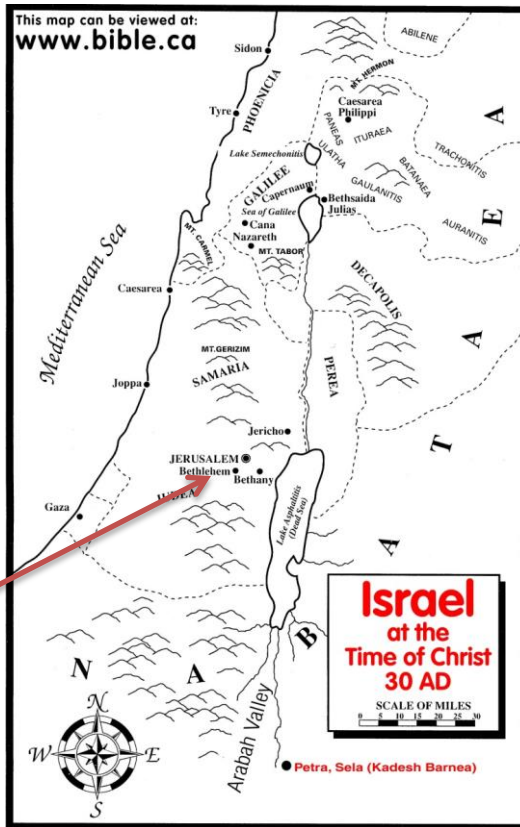 This map can be viewed at:
www.bible.ca
ABILENE
Sidon
MT. HERMON
PHOENICIA
Caesarea
Philippi
Tyre
PANEAS
ITURAEA
A
TRACHONITIS
Lake Semechonitis
ULATHA
BATANAEA
GALILEE
GAULANITIS
Capernaum
Bethsaida
Julias
Sea of Galilee
AURANITIS
E
Cana
MT. CARMEL
Nazareth
MT. TABOR
Mediterranean Sea
Caesarea
DECAPOLIS
A
MT. GERIZIM
SAMARIA
PEREA
Joppa
Jericho
T
JERUSALEM
Bethlehem
Bethany
JUDEA
Gaza
Lake Asphaltitis
(Dead Sea)
A
Israel
at the
Time of Christ
30 AD
SCALE OF MILES
0 5 10 15 20 25 30
B
N
A
Arabah Valley
N
W
E
S
Petra, Sela (Kadesh Barnea)